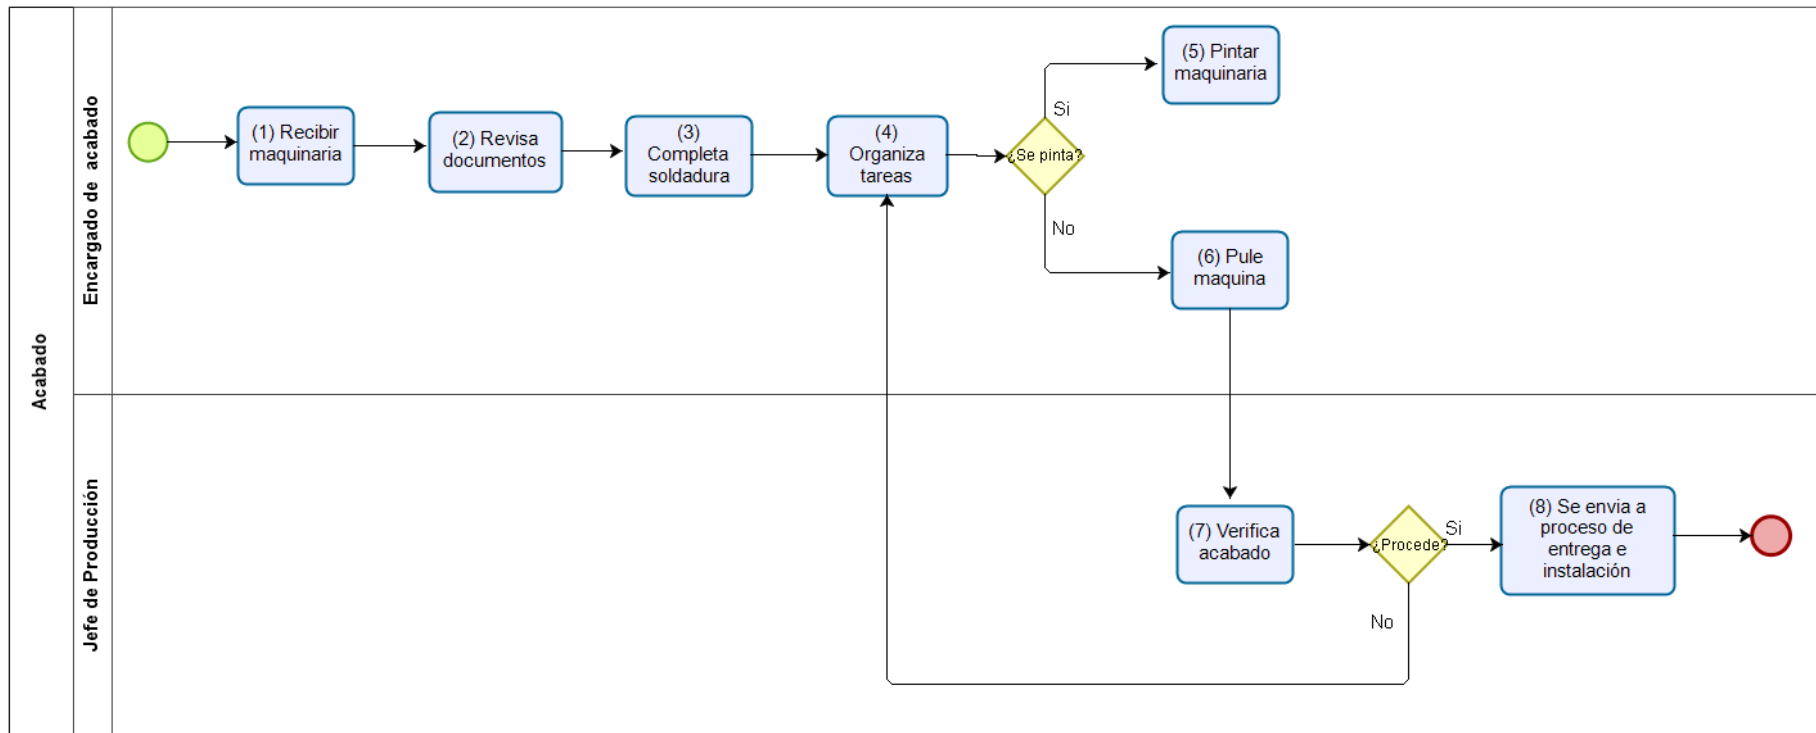 Acabado
Encargado de acabado
(1) Recibir
maquinaria
(2) Revisa
documentos
(3)
Completa
soldadura
(4)
Organiza
tareas
¿Se pinta?
Si
(5) Pintar
maquinaria
No
(6) Pule
maquina
Jefe de Producción
(7) Verifica
acabado
¿Procede?
Si
No
(8) Se envia a
proceso de
entrega e
instalación